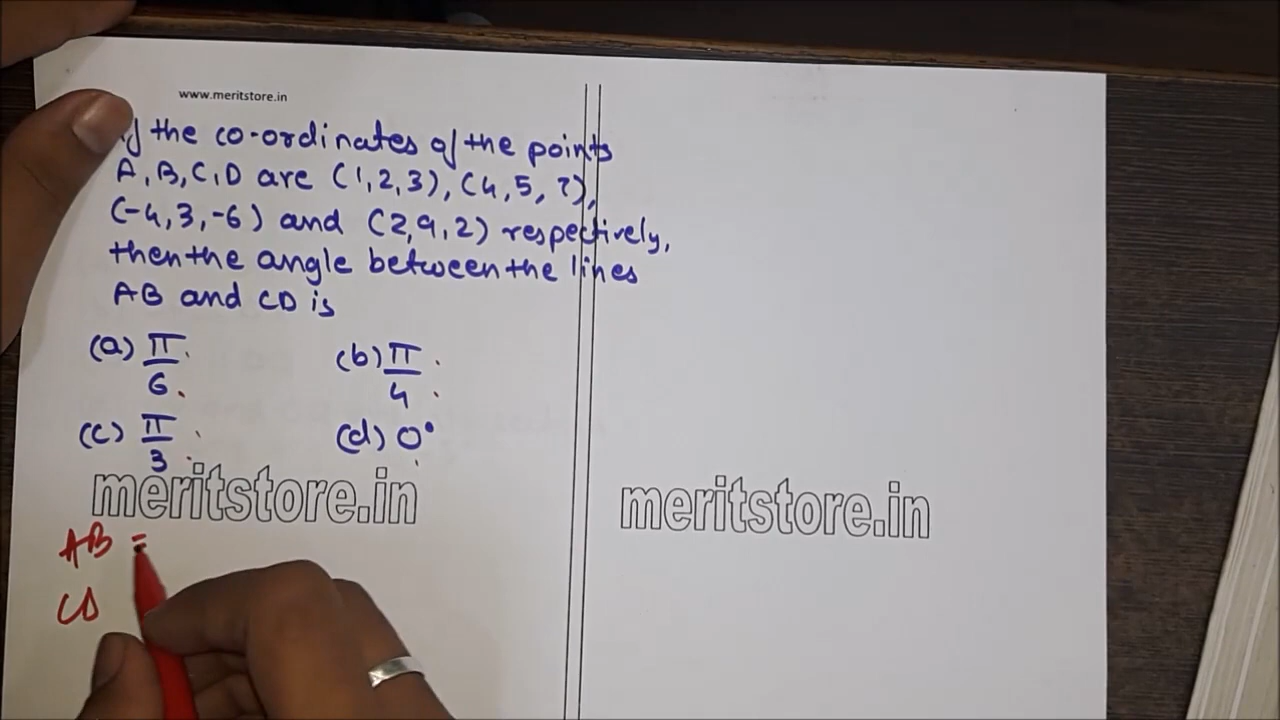 www.meritstore.in
the co-ordinates of the points
A,B,C,D are (1,2,3), (4,5,7),
(-4,3,-6) and (2,9,2) respectively,
then the angle between the lines
AB and CD is
(a) π/6 . (b) π/4 .
(c) π/3 . (d) 0°
meritstore.in meritstore.in
AB =
CD